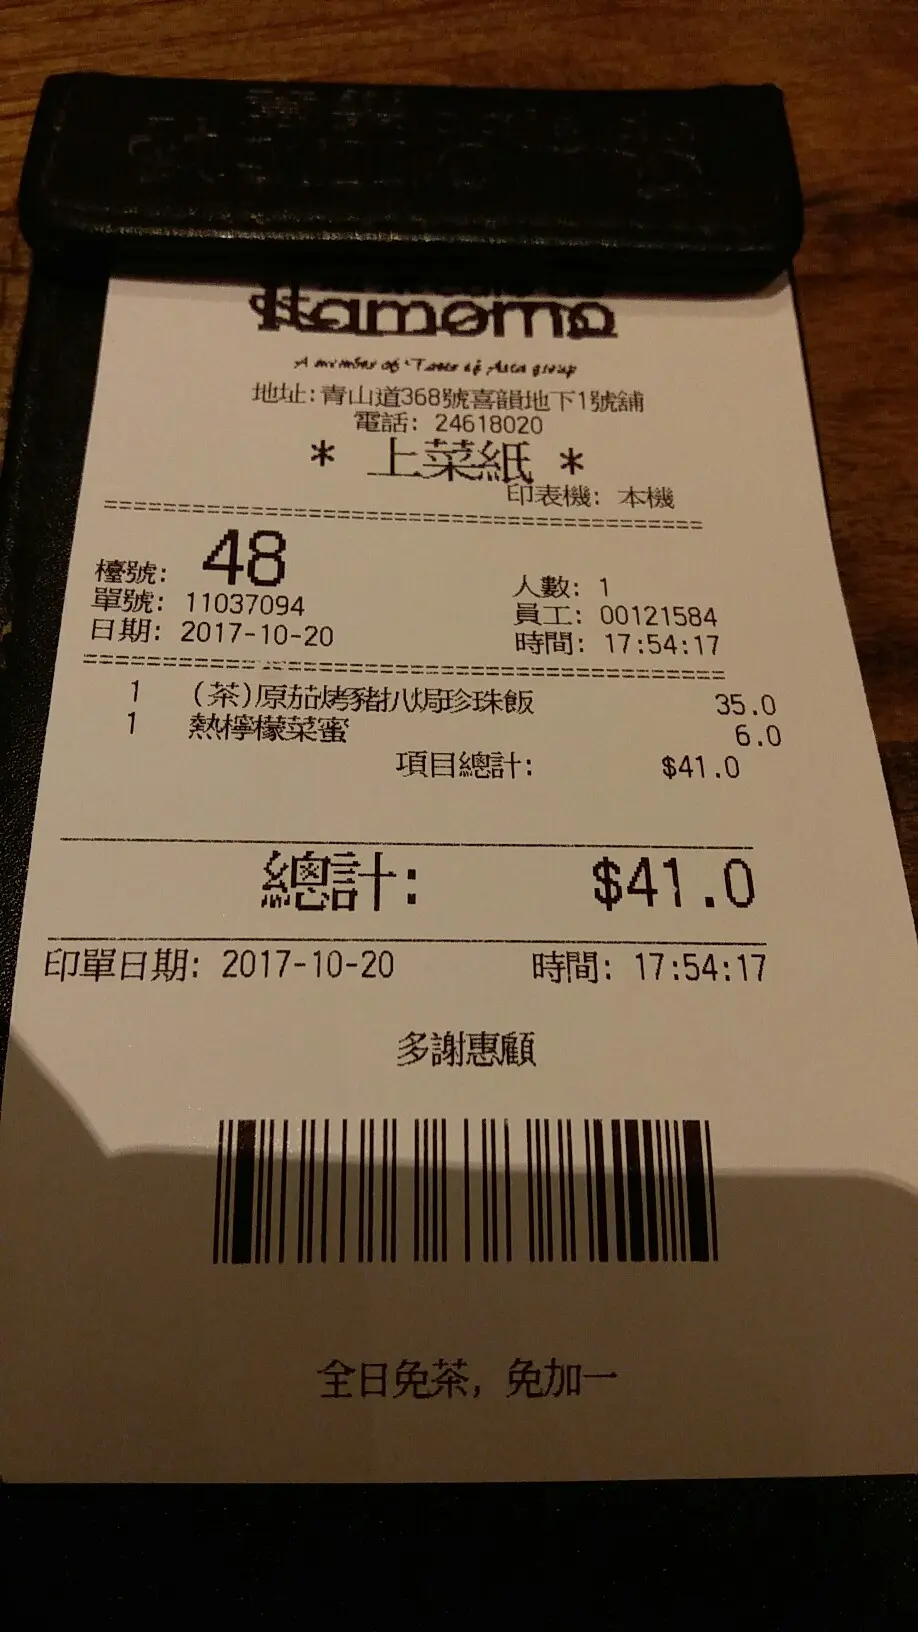 Hamama
A member of 'Taste of Asia group
地址:青山道368號喜韻地下1號舖
電話: 24618020
* 上菜紙 *
印表機: 本機
檯號: 48 人數: 1
單號: 11037094 員工: 00121584
日期: 2017-10-20 時間: 17:54:17
1 (茶)原茄烤豬扒焗珍珠飯 35.0
1 熱檸檬菜蜜 6.0
項目總計: $41.0
總計: $41.0
印單日期: 2017-10-20 時間: 17:54:17
多謝惠顧
全日免茶, 免加一